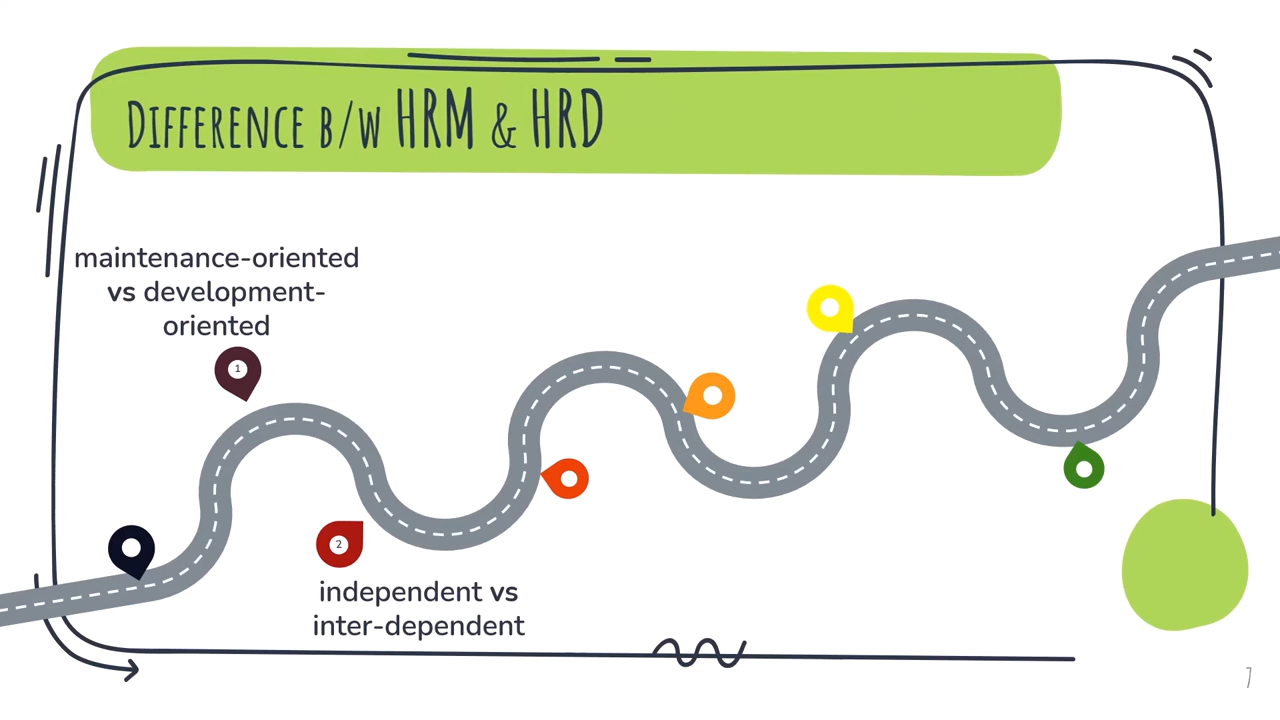 Difference b/w HRM & HRD
maintenance-oriented
vs development-
oriented
1
2
independent vs
inter-dependent
7